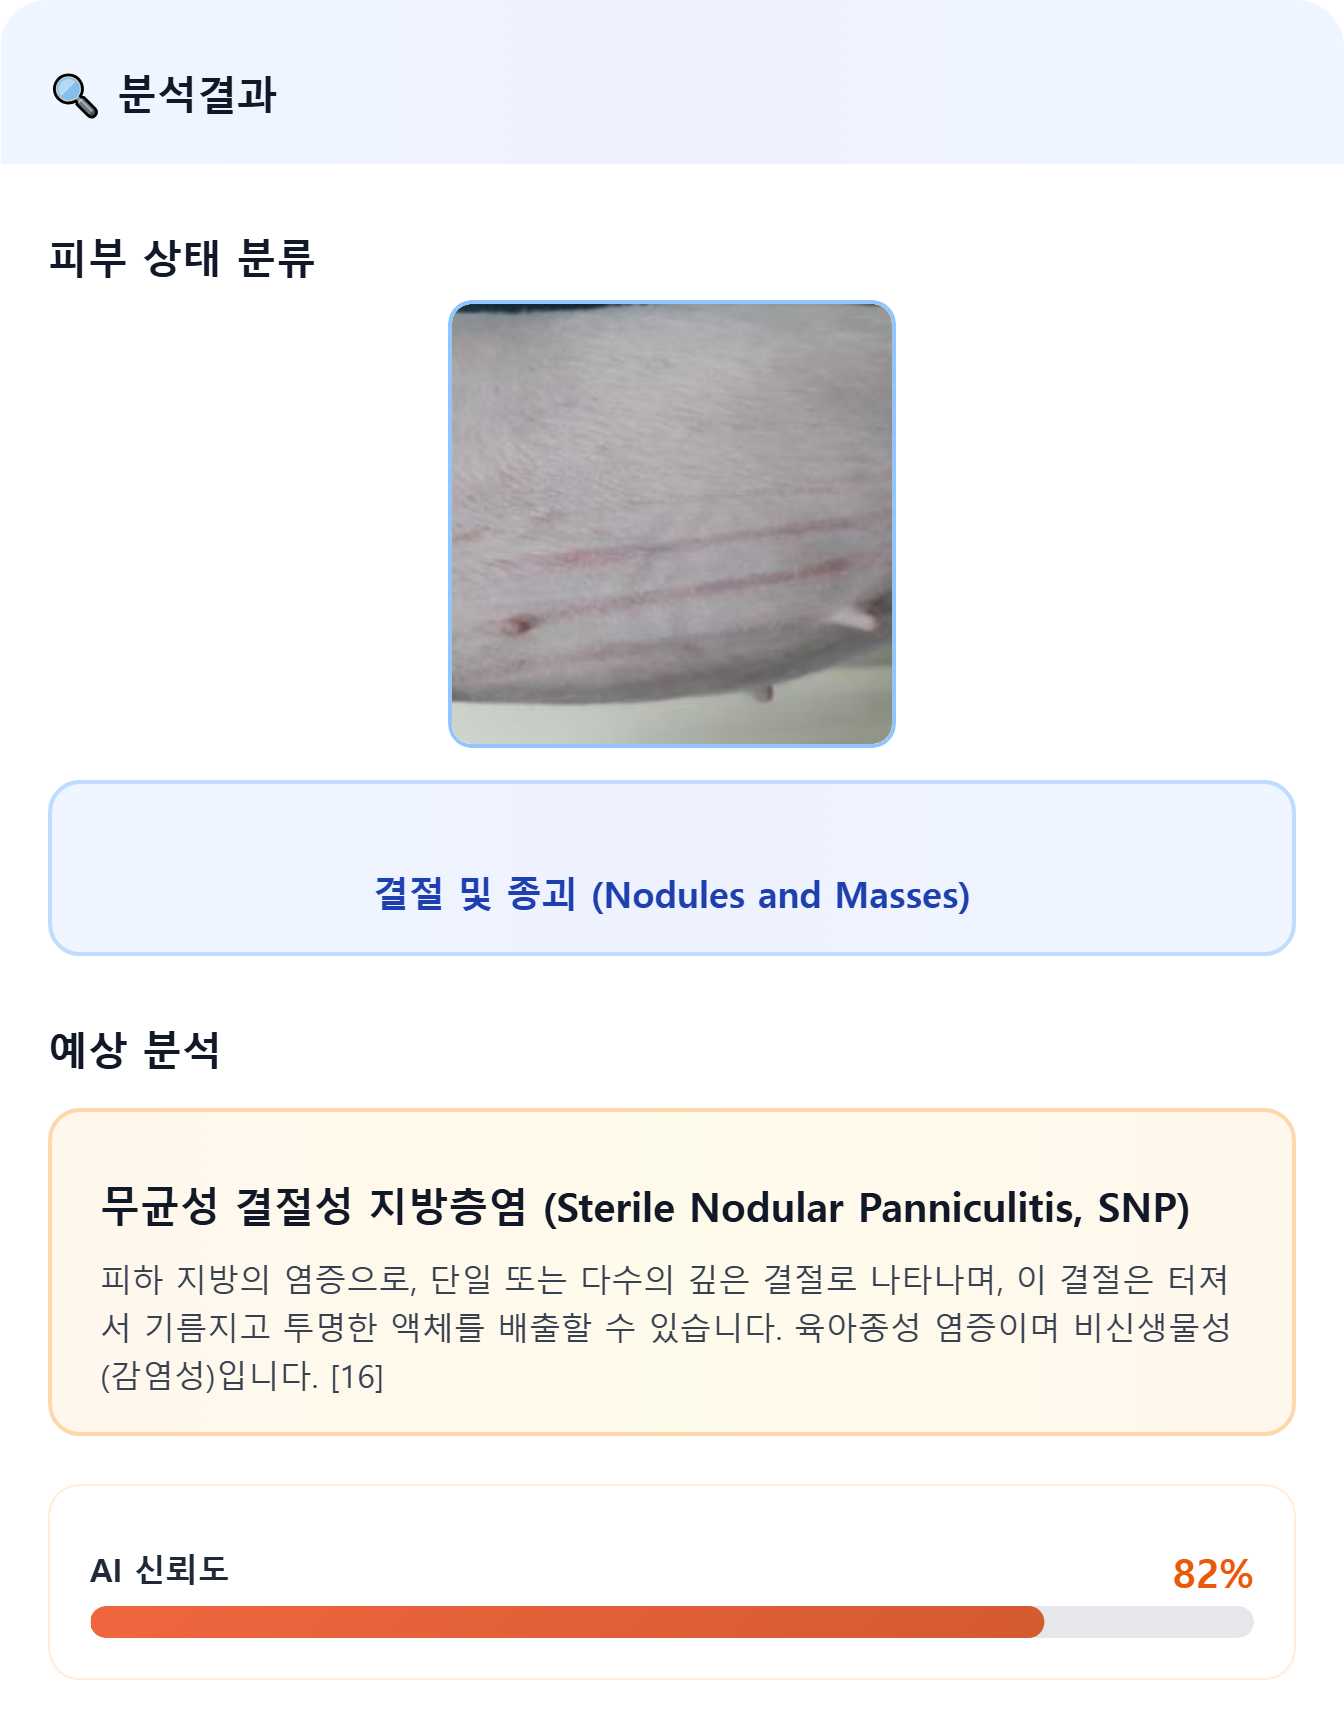 분석결과
피부 상태 분류
결절 및 종괴 (Nodules and Masses)
예상 분석
무균성 결절성 지방층염 (Sterile Nodular Panniculitis, SNP)
피하 지방의 염증으로, 단일 또는 다수의 깊은 결절로 나타나며, 이 결절은 터져
서 기름지고 투명한 액체를 배출할 수 있습니다. 육아종성 염증이며 비신생물성
(감염성)입니다. [16]
AI 신뢰도
82%